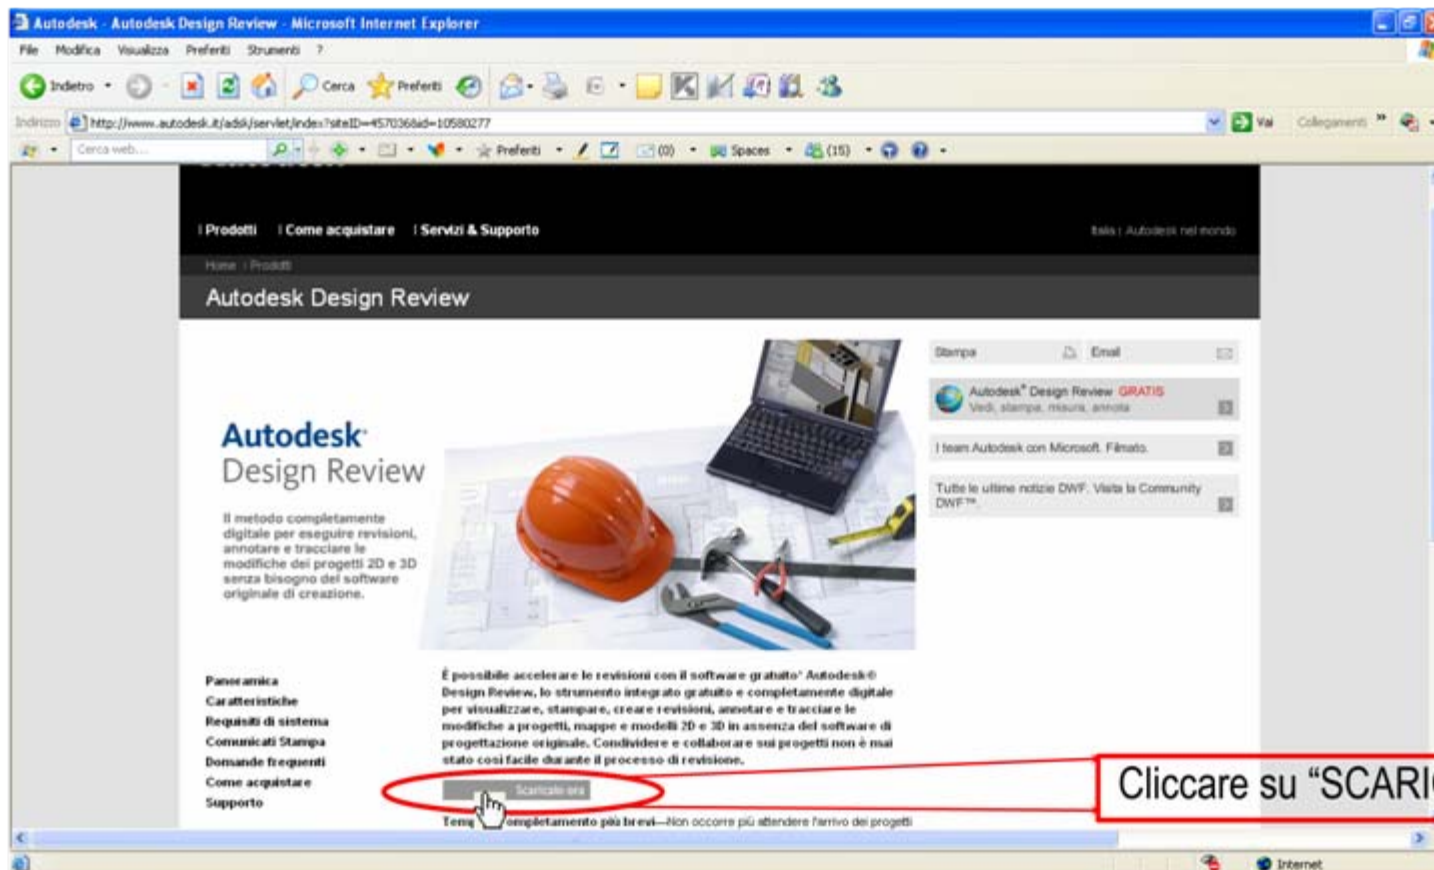 Autodesk - Autodesk Design Review - Microsoft Internet Explorer
File Modifica Visualizza Preferiti Strumenti ?
Indietro Cerca Preferiti
Indirizzo http://www.autodesk.it/adsk/servlet/index?siteID=457036&id=10580277 Vai Collegamenti »
Cerca web... Preferiti (0) Spaces (15)
Prodotti Come acquistare Servizi & Supporto
Italia | Autodesk nel mondo
Home Prodotti
Autodesk Design Review
Stampa Email
Autodesk® Design Review GRATIS
Vedi, stampa, misura, annota
I team Autodesk con Microsoft. Filmato.
Tutte le ultime notizie DWF. Visita la Community
DWF™.
Autodesk®
Design Review
Il metodo completamente
digitale per eseguire revisioni,
annotare e tracciare le
modifiche dei progetti 2D e 3D
senza bisogno del software
originale di creazione.
Panoramica
Caratteristiche
Requisiti di sistema
Comunicati Stampa
Domande frequenti
Come acquistare
Supporto
È possibile accelerare le revisioni con il software gratuito* Autodesk®
Design Review, lo strumento integrato gratuito e completamente digitale
per visualizzare, stampare, creare revisioni, annotare e tracciare le
modifiche a progetti, mappe e modelli 2D e 3D in assenza del software di
progettazione originale. Condividere e collaborare sui progetti non è mai
stato così facile durante il processo di revisione.
Scaricalo ora
Cliccare su “SCARI
completamento più brevi—Non occorre più attendere l'arrivo dei progetti
Internet